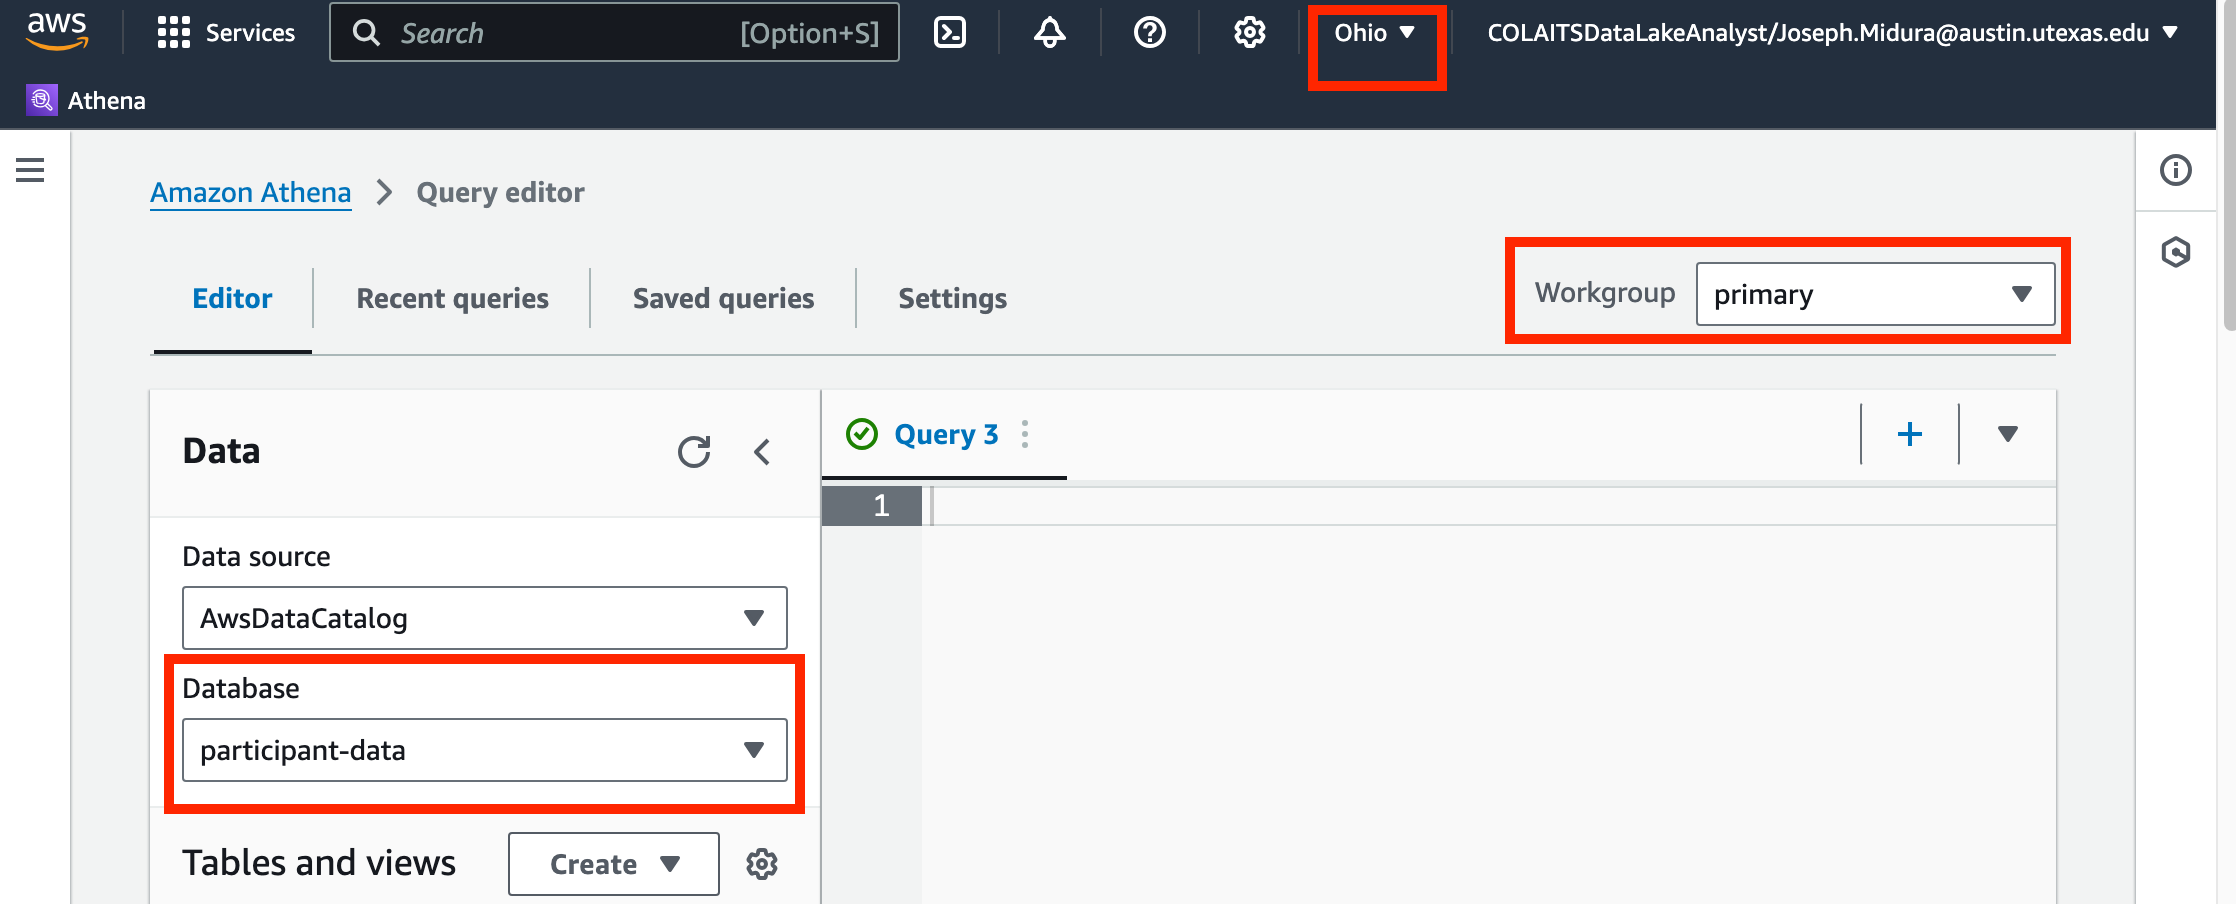 aws Services Search [Option+S] Ohio COLAITSDataLakeAnalyst/Joseph.Midura@austin.utexas.edu
Athena
Amazon Athena Query editor
Editor Recent queries Saved queries Settings Workgroup primary
Data
Query 3
1
Data source
AwsDataCatalog
Database
participant-data
Tables and views Create